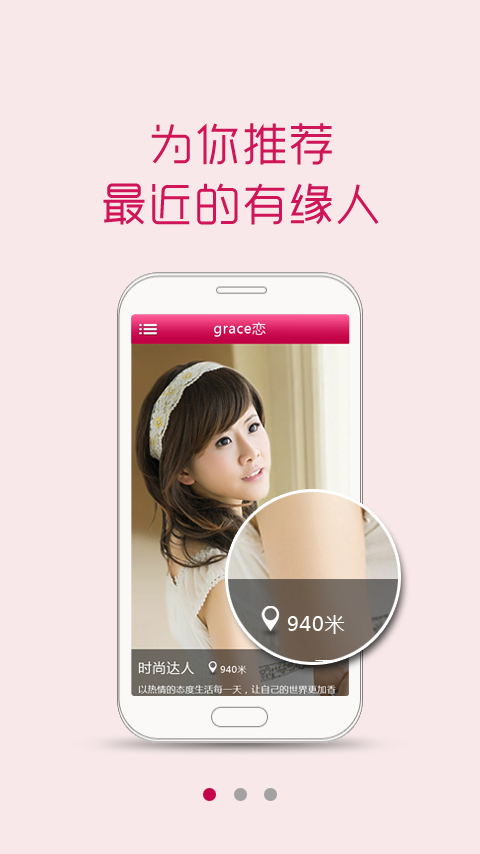 为你推荐
最近的有缘人
grace恋
940米
时尚达人 940米
以热情的态度生活每一天，让自己的世界更加香